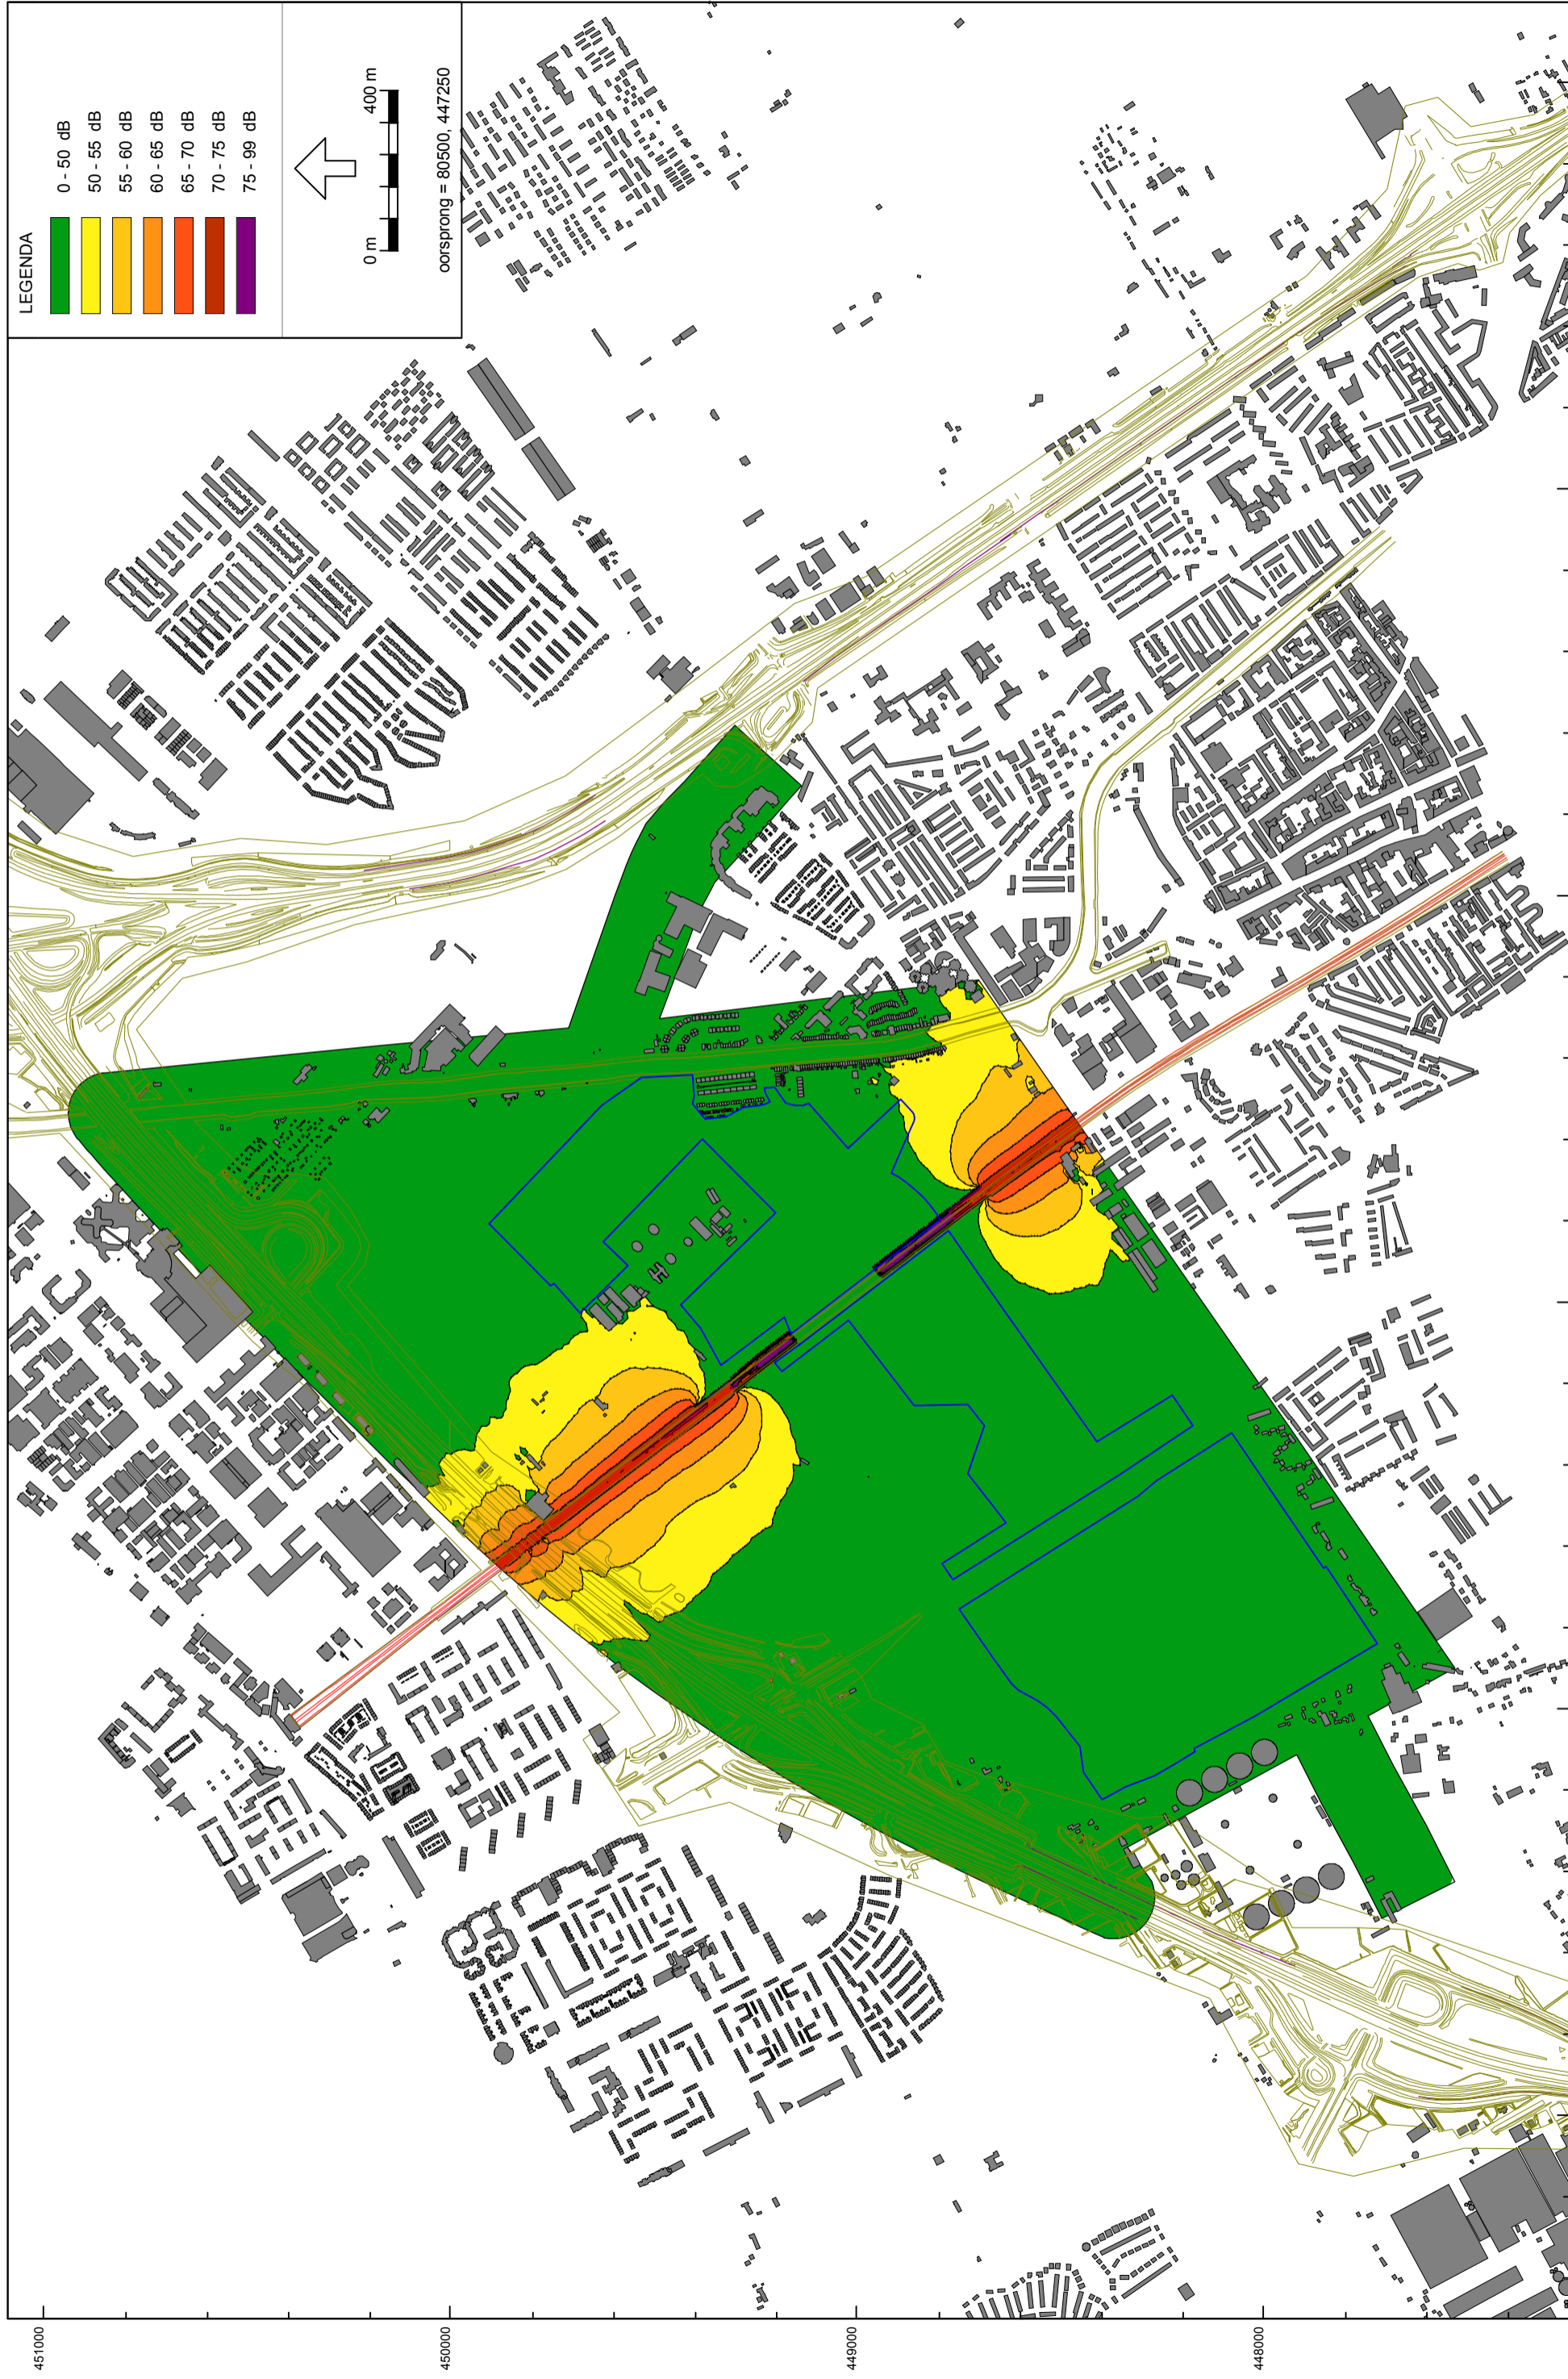 LEGENDA
0 - 50 dB
50 - 55 dB
55 - 60 dB
60 - 65 dB
65 - 70 dB
70 - 75 dB
75 - 99 dB
0 m 400 m
oorsprong = 80500, 447250
451000
450000
449000
448000